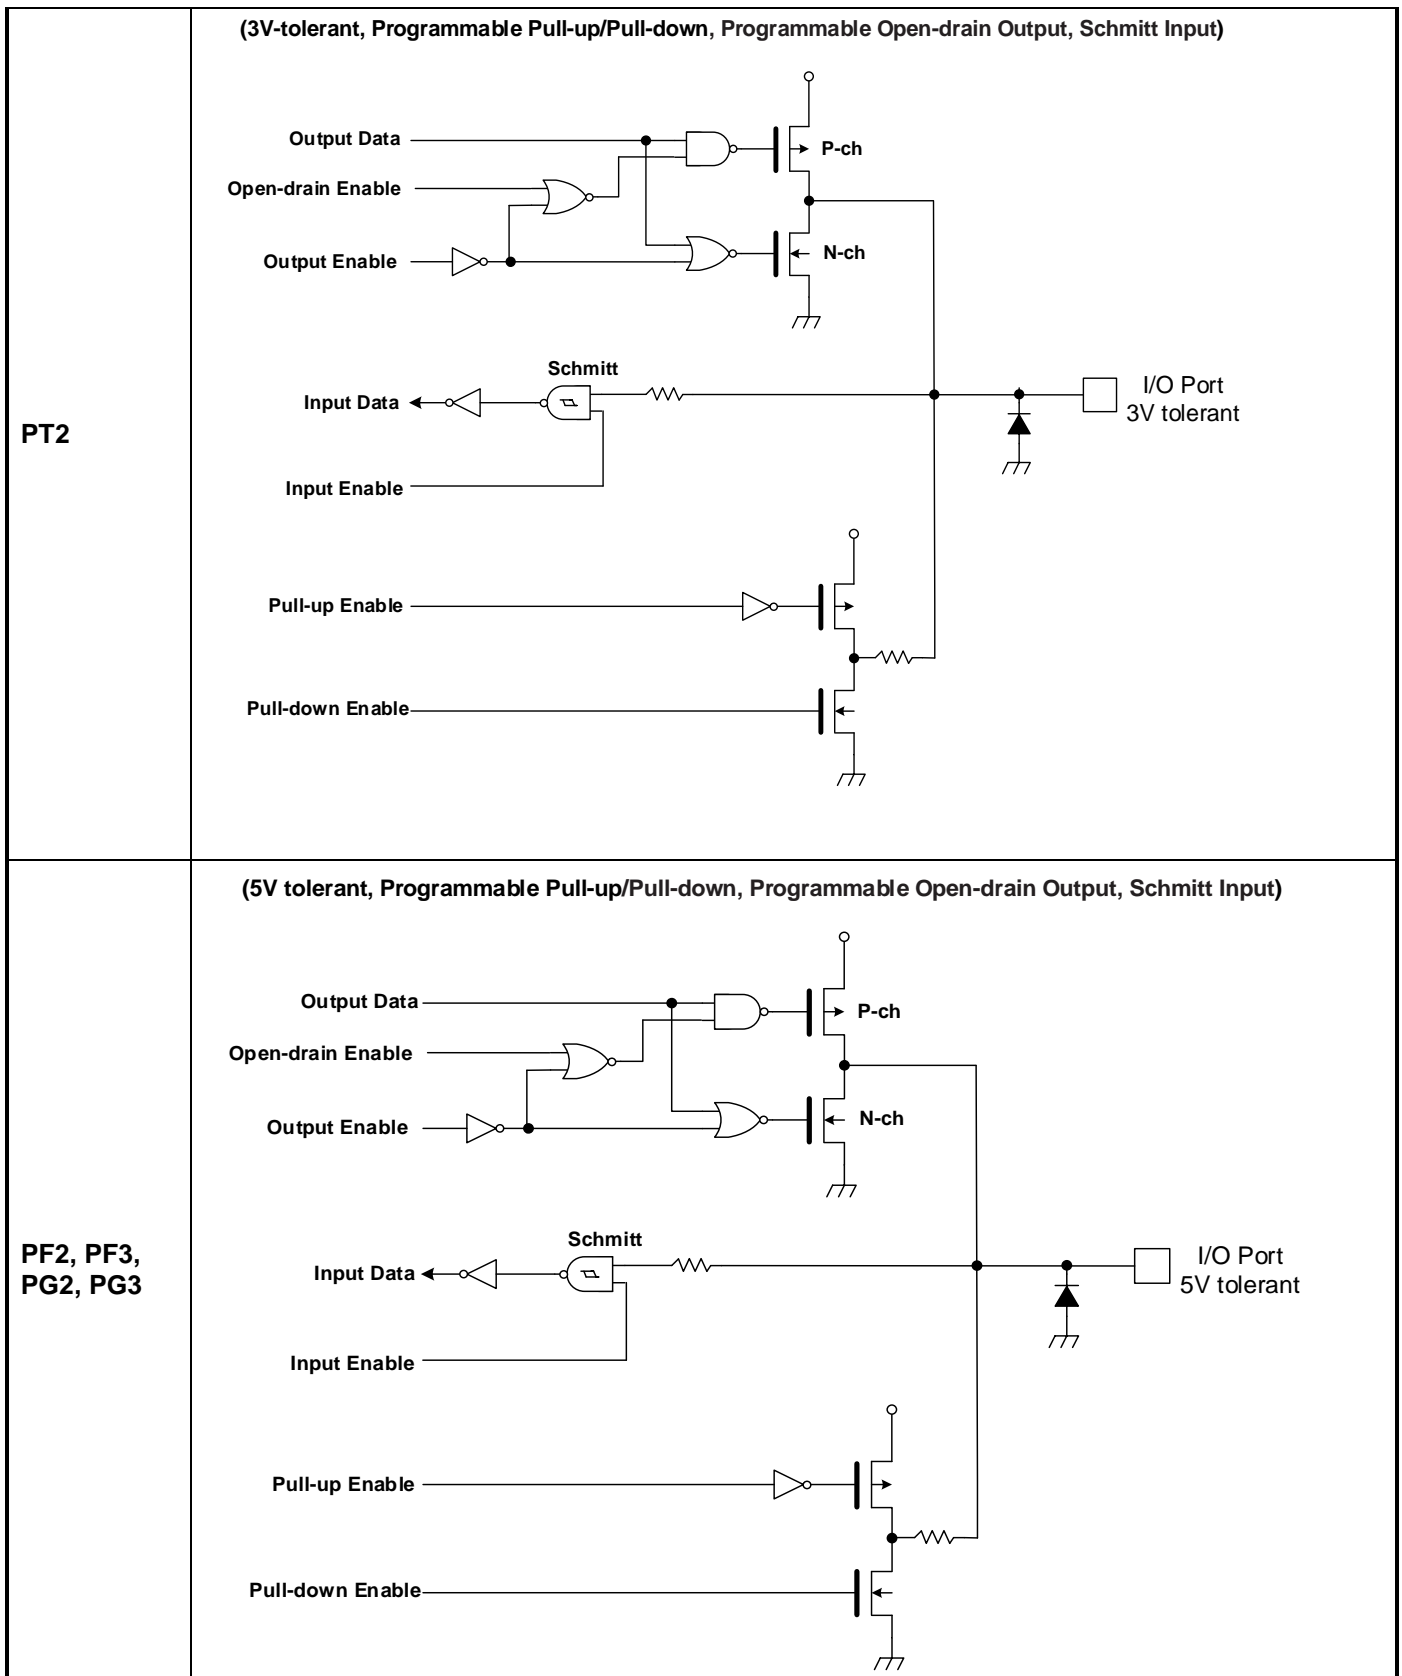 (3V-tolerant, Programmable Pull-up/Pull-down, Programmable Open-drain Output, Schmitt Input)
Output Data
P-ch
Open-drain Enable
Output Enable
N-ch
Schmitt
Input Data
I/O Port
3V tolerant
PT2
Input Enable
Pull-up Enable
Pull-down Enable
(5V tolerant, Programmable Pull-up/Pull-down, Programmable Open-drain Output, Schmitt Input)
Output Data
P-ch
Open-drain Enable
Output Enable
N-ch
Schmitt
Input Data
I/O Port
5V tolerant
PF2, PF3,
PG2, PG3
Input Enable
Pull-up Enable
Pull-down Enable